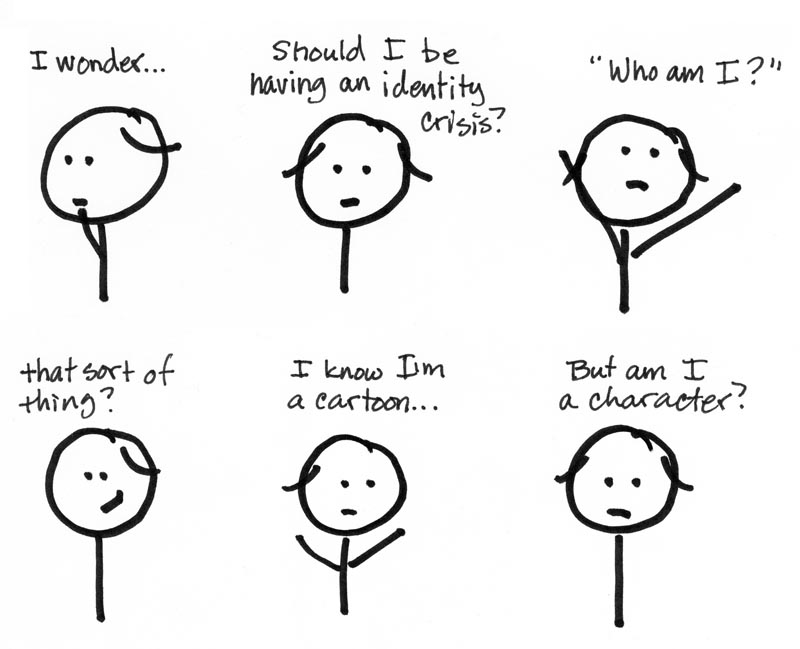 I wonder...
Should I be
having an identity
crisis?
"Who am I?"
that sort of
thing?
I know I'm
a cartoon...
But am I
a character?